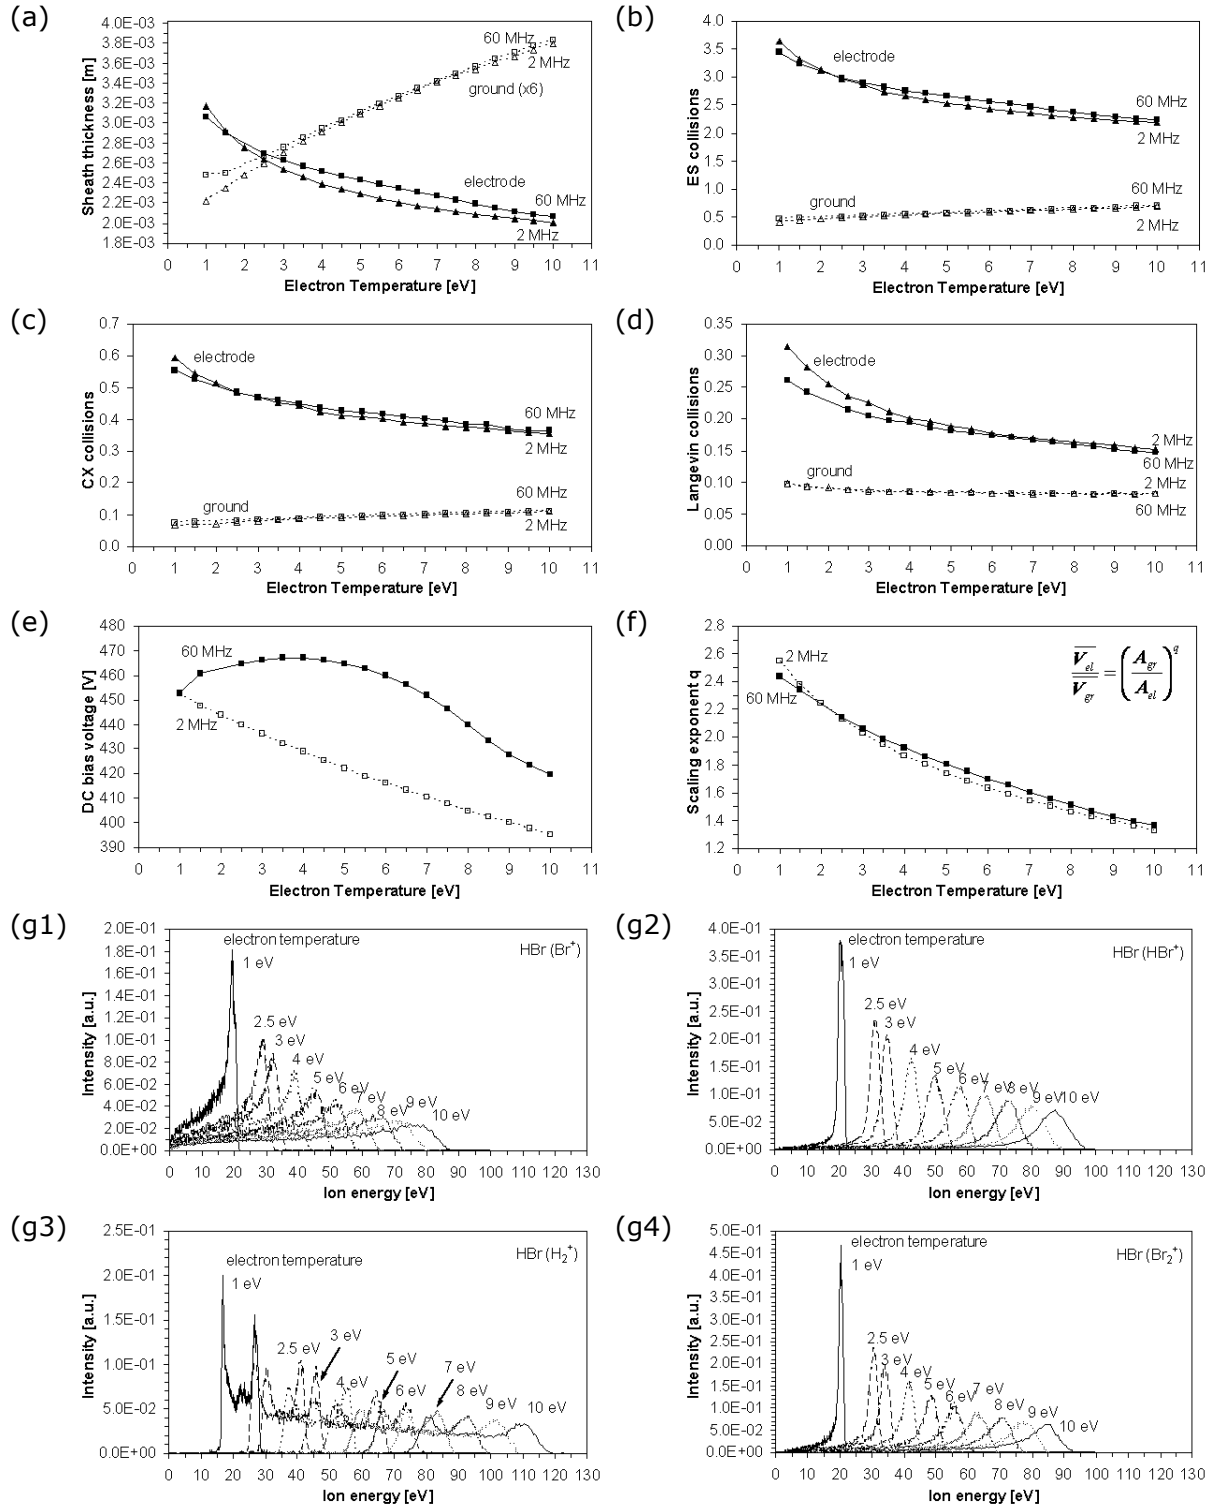 (a)
4.0E-03
3.8E-03
3.6E-03
3.4E-03
3.2E-03
3.0E-03
2.8E-03
2.6E-03
2.4E-03
2.2E-03
2.0E-03
1.8E-03
Sheath thickness [m]
60 MHz
2 MHz
ground (x6)
electrode
60 MHz
2 MHz
0 1 2 3 4 5 6 7 8 9 10 11
Electron Temperature [eV]
(b)
4.0
3.5
3.0
2.5
2.0
1.5
1.0
0.5
0.0
ES collisions
electrode
60 MHz
2 MHz
ground
60 MHz
2 MHz
0 1 2 3 4 5 6 7 8 9 10 11
Electron Temperature [eV]
(c)
0.7
0.6
0.5
0.4
0.3
0.2
0.1
0.0
CX collisions
electrode
60 MHz
2 MHz
ground
60 MHz
2 MHz
0 1 2 3 4 5 6 7 8 9 10 11
Electron Temperature [eV]
(d)
0.35
0.30
0.25
0.20
0.15
0.10
0.05
0.00
Langevin collisions
electrode
2 MHz
60 MHz
ground
2 MHz
60 MHz
0 1 2 3 4 5 6 7 8 9 10 11
Electron Temperature [eV]
(e)
480
470
460
450
440
430
420
410
400
390
DC bias voltage [V]
60 MHz
2 MHz
0 1 2 3 4 5 6 7 8 9 10 11
Electron Temperature [eV]
(f)
2.8
2.6
2.4
2.2
2.0
1.8
1.6
1.4
1.2
Scaling exponent q
2 MHz
60 MHz
V_el / V_gr = (A_gr / A_el)^q
0 1 2 3 4 5 6 7 8 9 10 11
Electron Temperature [eV]
(g1)
2.0E-01
1.8E-01
1.6E-01
1.4E-01
1.2E-01
1.0E-01
8.0E-02
6.0E-02
4.0E-02
2.0E-02
0.0E+00
Intensity [a.u.]
electron temperature
HBr (Br⁺)
1 eV
2.5 eV
3 eV
4 eV
5 eV
6 eV
7 eV
8 eV
9 eV
10 eV
0 10 20 30 40 50 60 70 80 90 100 110 120 130
Ion energy [eV]
(g2)
4.0E-01
3.5E-01
3.0E-01
2.5E-01
2.0E-01
1.5E-01
1.0E-01
5.0E-02
0.0E+00
Intensity [a.u.]
electron temperature
HBr (HBr⁺)
1 eV
2.5 eV
3 eV
4 eV
5 eV
6 eV
7 eV
8 eV
9 eV
10 eV
0 10 20 30 40 50 60 70 80 90 100 110 120 130
Ion energy [eV]
(g3)
2.5E-01
2.0E-01
1.5E-01
1.0E-01
5.0E-02
0.0E+00
Intensity [a.u.]
electron temperature
HBr (H₂⁺)
1 eV
2.5 eV
3 eV
4 eV
5 eV
6 eV
7 eV
8 eV
9 eV
10 eV
0 10 20 30 40 50 60 70 80 90 100 110 120 130
Ion energy [eV]
(g4)
5.0E-01
4.5E-01
4.0E-01
3.5E-01
3.0E-01
2.5E-01
2.0E-01
1.5E-01
1.0E-01
5.0E-02
0.0E+00
Intensity [a.u.]
electron temperature
HBr (Br₂⁺)
1 eV
2.5 eV
3 eV
4 eV
5 eV
6 eV
7 eV
8 eV
9 eV
10 eV
0 10 20 30 40 50 60 70 80 90 100 110 120 130
Ion energy [eV]